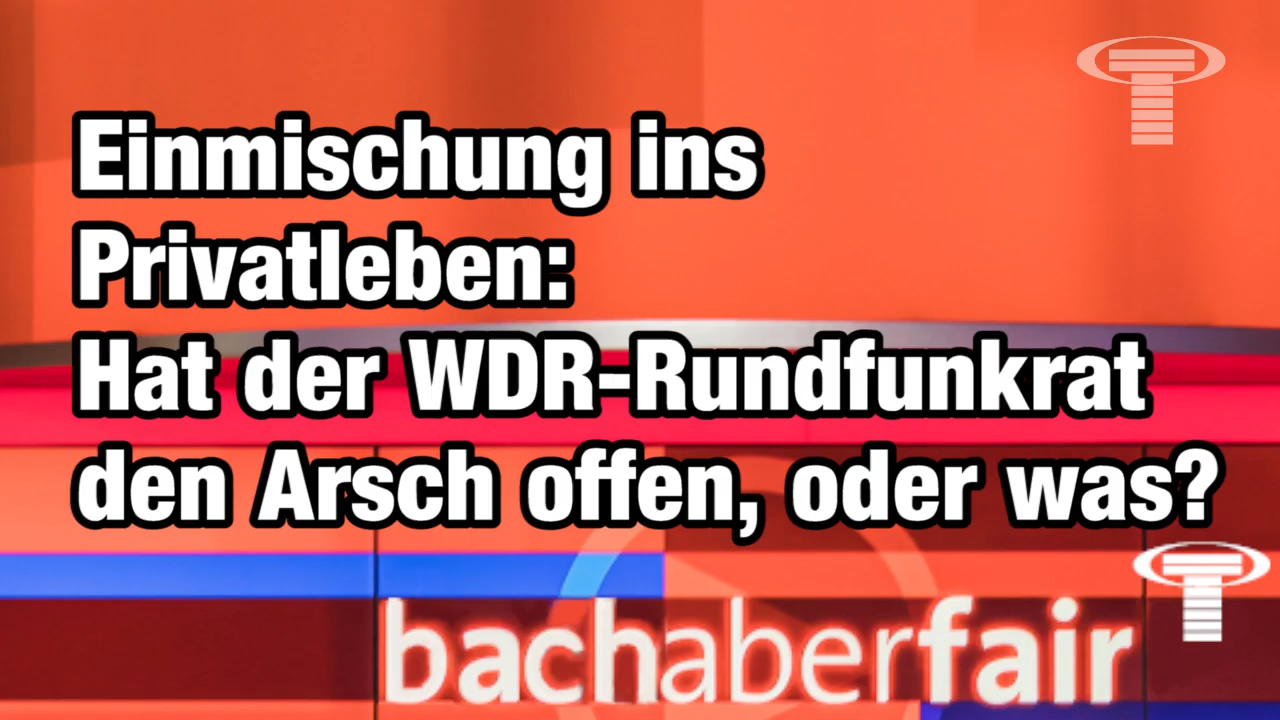 Einmischung ins
Privatleben:
Hat der WDR-Rundfunkrat
den Arsch offen, oder was?
bachaberfair